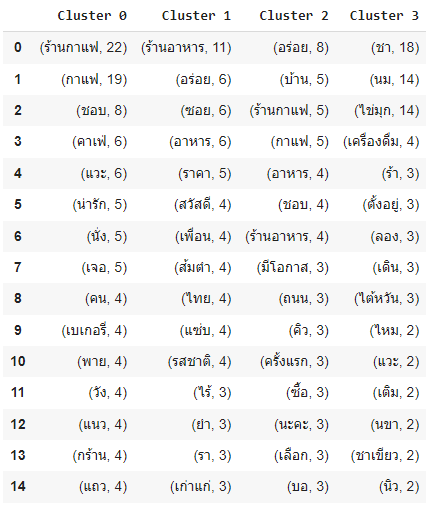 Cluster 0 Cluster 1 Cluster 2 Cluster 3
0 (ร้านกาแฟ, 22) (ร้านอาหาร, 11) (อร่อย, 8) (ชา, 18)
1 (กาแฟ, 19) (อร่อย, 6) (บ้าน, 5) (นม, 14)
2 (ชอบ, 8) (ซอย, 6) (ร้านกาแฟ, 5) (ไข่มุก, 14)
3 (คาเฟ่, 6) (อาหาร, 6) (กาแฟ, 5) (เครื่องดื่ม, 4)
4 (แวะ, 6) (ราคา, 5) (อาหาร, 4) (ร้า, 3)
5 (น่ารัก, 5) (สวัสดี, 4) (ชอบ, 4) (ตั้งอยู่, 3)
6 (นั่ง, 5) (เพื่อน, 4) (ร้านอาหาร, 4) (ลอง, 3)
7 (เจอ, 5) (ส้มตำ, 4) (มีโอกาส, 3) (เดิน, 3)
8 (คน, 4) (ไทย, 4) (ถนน, 3) (ไต้หวัน, 3)
9 (เบเกอรี่, 4) (แซ่บ, 4) (คิว, 3) (ไหม, 2)
10 (พาย, 4) (รสชาติ, 4) (ครั้งแรก, 3) (แวะ, 2)
11 (วัง, 4) (ไร้, 3) (ซื้อ, 3) (เติม, 2)
12 (แนว, 4) (ย่า, 3) (นะคะ, 3) (นขา, 2)
13 (กร้าน, 4) (รา, 3) (เลือก, 3) (ชาเขียว, 2)
14 (แถว, 4) (เก่าแก่, 3) (บอ, 3) (นิว, 2)